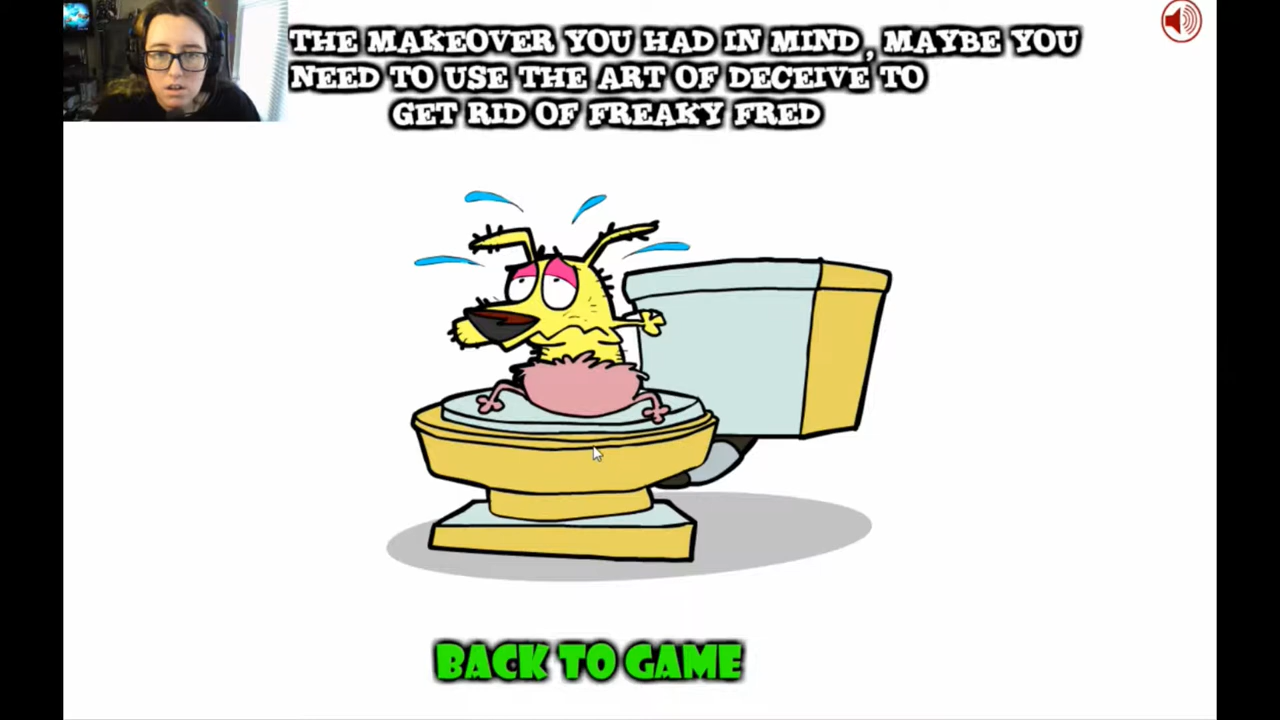 THE MAKEOVER YOU HAD IN MIND, MAYBE YOU
NEED TO USE THE ART OF DECEIVE TO
GET RID OF FREAKY FRED
BACK TO GAME